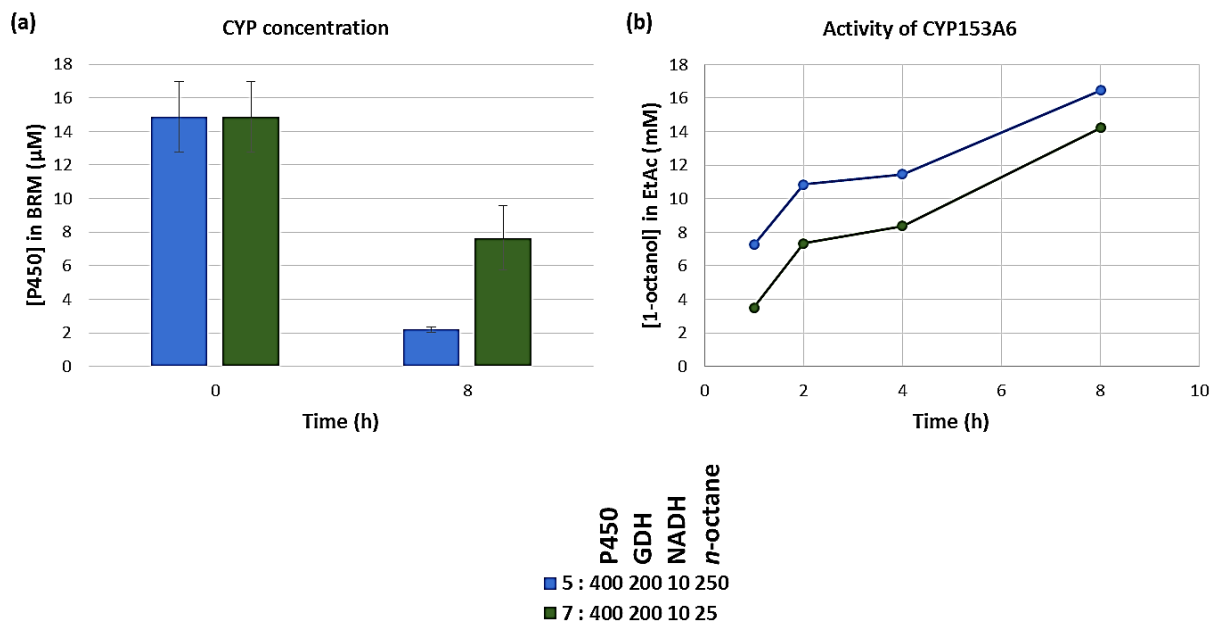 (a)
CYP concentration
[P450] in BRM (µM)
18
16
14
12
10
8
6
4
2
0
0
8
Time (h)
(b)
Activity of CYP153A6
[1-octanol] in EtAc (mM)
18
16
14
12
10
8
6
4
2
0
0
2
4
6
8
10
Time (h)
P450
GDH
NADH
n-octane
5 : 400 200 10 250
7 : 400 200 10 25